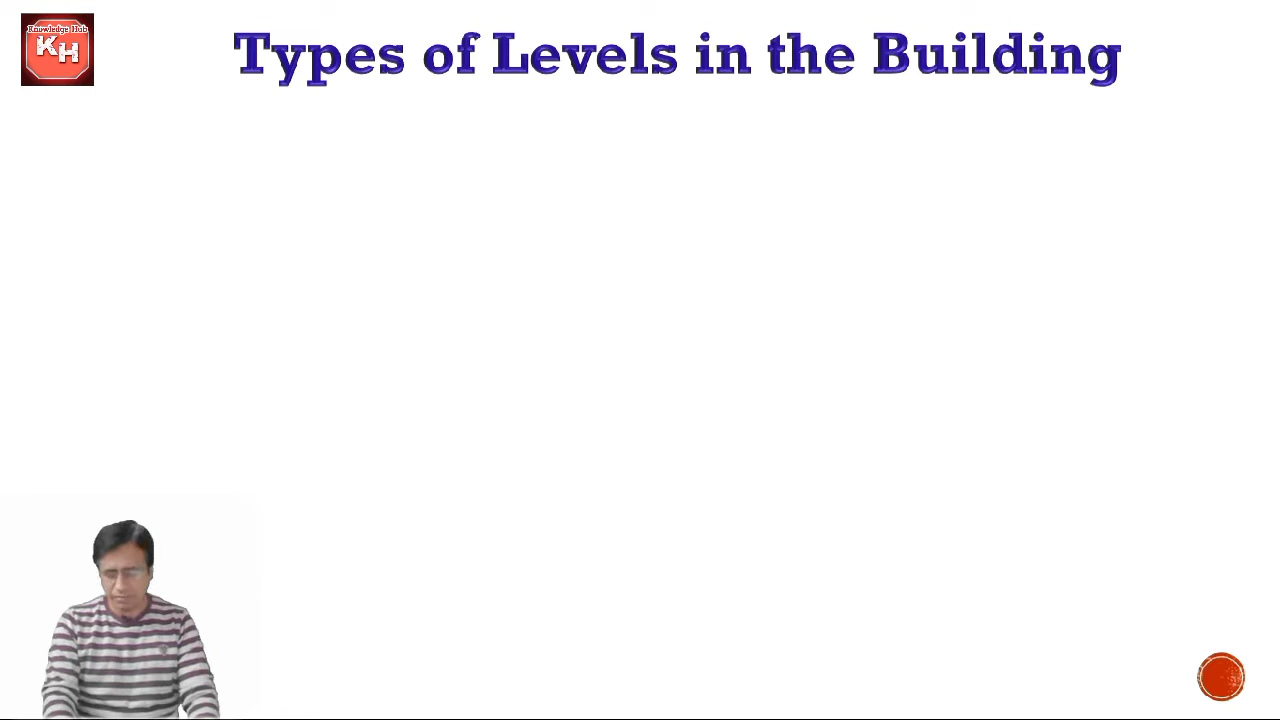 Knowledge Hub
KH
Types of Levels in the Building